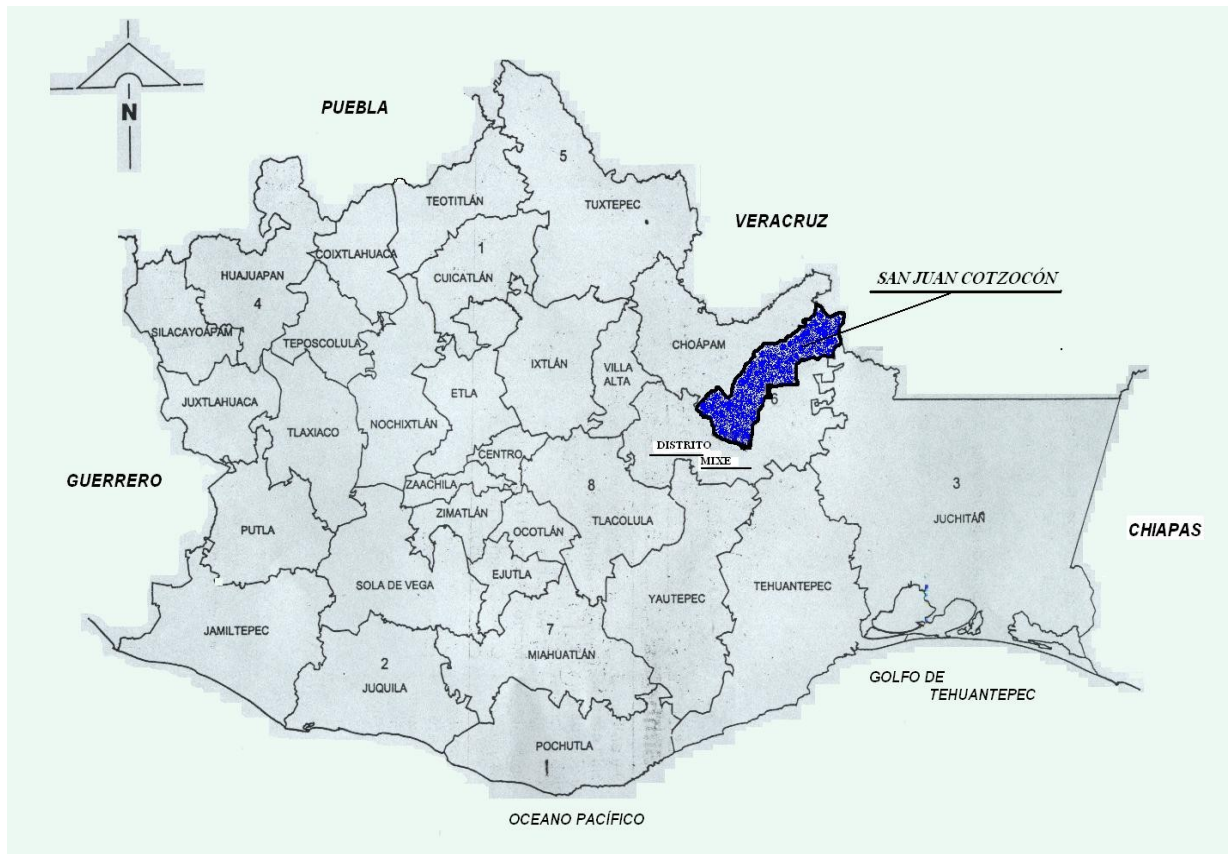 N
PUEBLA
5
TEOTITLÁN
TUXTEPEC
VERACRUZ
1
COIXTLAHUACA
CUICATLÁN
HUAJUAPAN
SAN JUAN COTZOCÓN
4
SILACAYOAPAM
TEPOSCOLULA
CHOÁPAM
IXTLÁN
VILLA
ALTA
ETLA
JUXTLAHUACA
6
NOCHIXTLÁN
TLAXIACO
DISTRITO
MIXE
CENTRO
GUERRERO
ZAACHILA
8
3
ZIMATLÁN
TLACOLULA
JUCHITÁN
PUTLA
OCOTLÁN
CHIAPAS
EJUTLA
SOLA DE VEGA
TEHUANTEPEC
YAUTEPEC
JAMILTEPEC
7
MIAHUATLÁN
2
JUQUILA
GOLFO DE
TEHUANTEPEC
POCHUTLA
OCEANO PACÍFICO